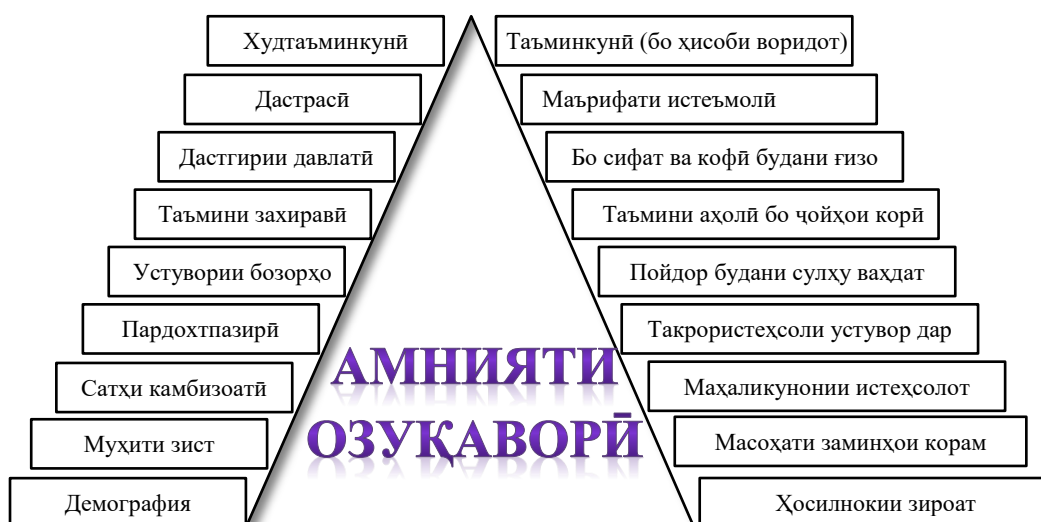 Худтаъминкунӣ
Таъминкунӣ (бо ҳисоби воридот)
Дастрасӣ
Маърифати истеъмолӣ
Дастгирии давлатӣ
Бо сифат ва кофӣ будани ғизо
Таъмини захиравӣ
Таъмини аҳолӣ бо ҷойҳои корӣ
Устувории бозорҳо
Пойдор будани сулҳу ваҳдат
Пардохтпазирӣ
Такрористеҳсоли устувор дар
Сатҳи камбизоатӣ
Маҳаликунонии истеҳсолот
Муҳити зист
Масоҳати заминҳои корам
Демография
Ҳосилнокии зироат
АМНИЯТИ
ОЗУҚАВОРӢ